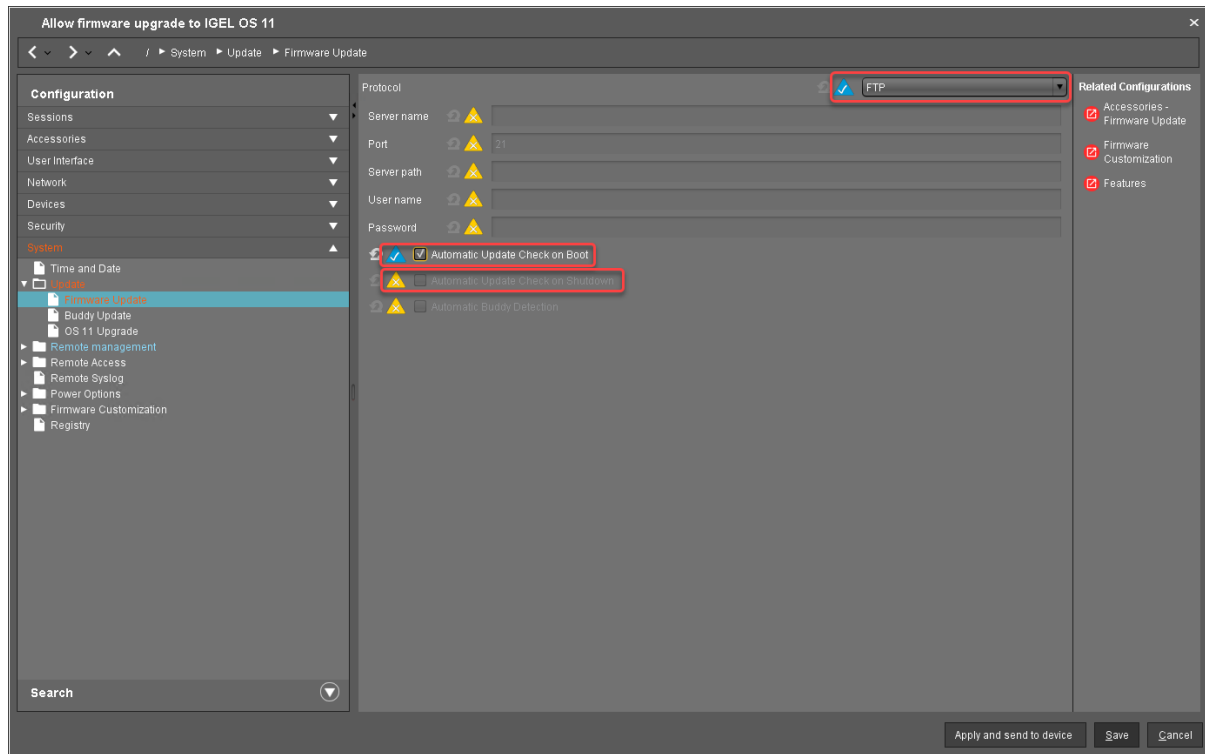 Allow firmware upgrade to IGEL OS 11
/ System Update Firmware Update
Configuration
Sessions
Accessories
User Interface
Network
Devices
Security
System
Time and Date
Update
Firmware Update
Buddy Update
OS 11 Upgrade
Remote management
Remote Access
Remote Syslog
Power Options
Firmware Customization
Registry
Search
Protocol
FTP
Server name
Port
21
Server path
User name
Password
Automatic Update Check on Boot
Automatic Update Check on Shutdown
Automatic Buddy Detection
Related Configurations
Accessories -
Firmware Update
Firmware
Customization
Features
Apply and send to device
Save
Cancel